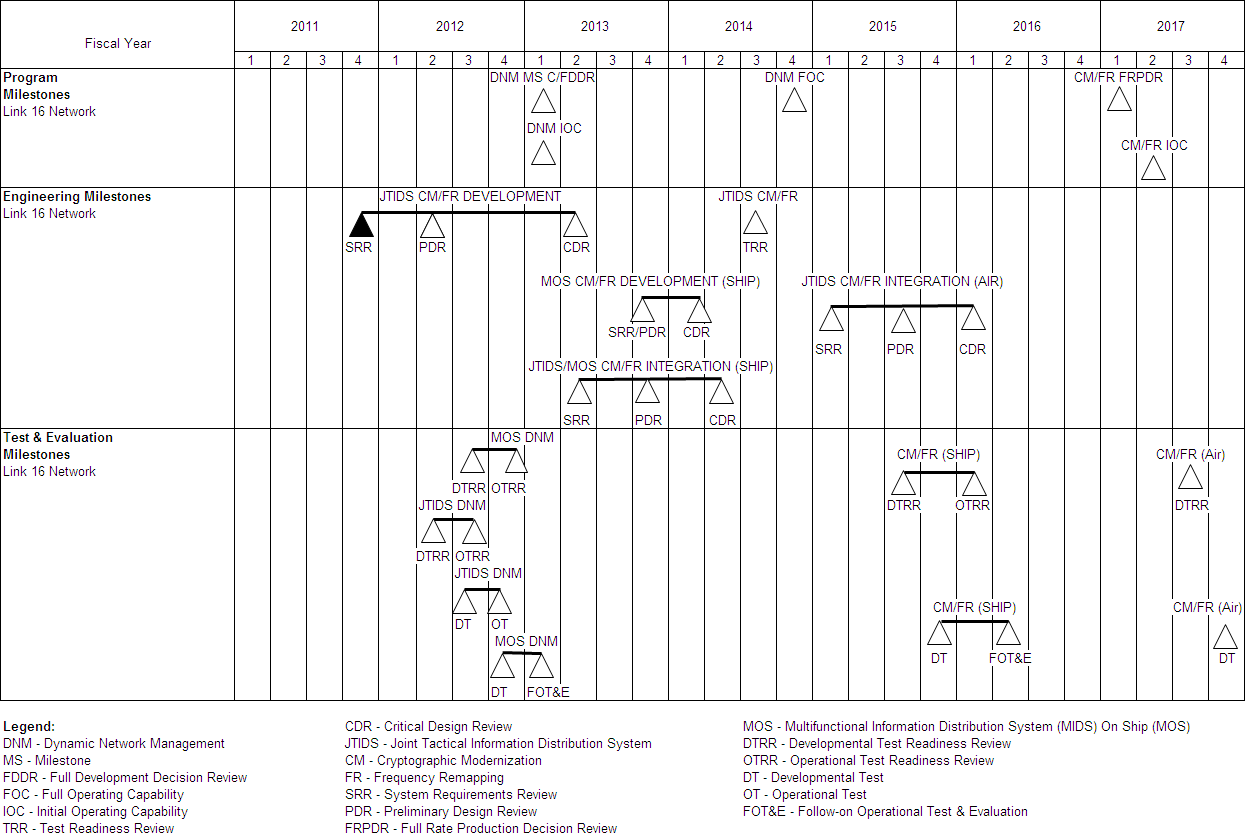 Fiscal Year
2011 2012 2013 2014 2015 2016 2017
1 2 3 4 1 2 3 4 1 2 3 4 1 2 3 4 1 2 3 4 1 2 3 4 1 2 3 4
Program
Milestones
Link 16 Network
DNM MS C/FDDR DNM FOC CM/FR FRPDR
DNM IOC
CM/FR IOC
Engineering Milestones
Link 16 Network
JTIDS CM/FR DEVELOPMENT JTIDS CM/FR
SRR PDR CDR TRR
MOS CM/FR DEVELOPMENT (SHIP) JTIDS CM/FR INTEGRATION (AIR)
SRR/PDR CDR
SRR PDR CDR
JTIDS/MOS CM/FR INTEGRATION (SHIP)
SRR PDR CDR
Test & Evaluation
Milestones
Link 16 Network
MOS DNM
CM/FR (SHIP) CM/FR (Air)
DTRR OTRR
DTRR OTRR DTRR
JTIDS DNM
DTRR OTRR
JTIDS DNM
CM/FR (SHIP) CM/FR (Air)
DT OT
MOS DNM
DT FOT&E DT
DT FOT&E
Legend:
DNM - Dynamic Network Management
MS - Milestone
FDDR - Full Development Decision Review
FOC - Full Operating Capability
IOC - Initial Operating Capability
TRR - Test Readiness Review
CDR - Critical Design Review
JTIDS - Joint Tactical Information Distribution System
CM - Cryptographic Modernization
FR - Frequency Remapping
SRR - System Requirements Review
PDR - Preliminary Design Review
FRPDR - Full Rate Production Decision Review
MOS - Multifunctional Information Distribution System (MIDS) On Ship (MOS)
DTRR - Developmental Test Readiness Review
OTRR - Operational Test Readiness Review
DT - Developmental Test
OT - Operational Test
FOT&E - Follow-on Operational Test & Evaluation